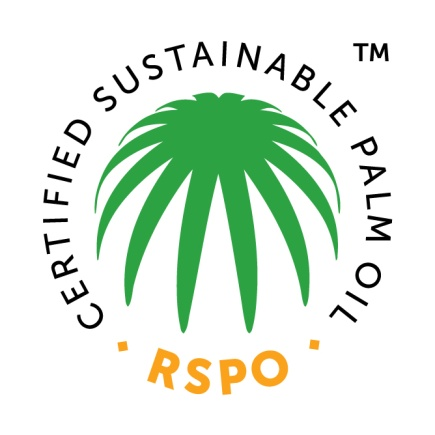 CERTIFIED SUSTAINABLE PALM OIL
TM
· RSPO ·